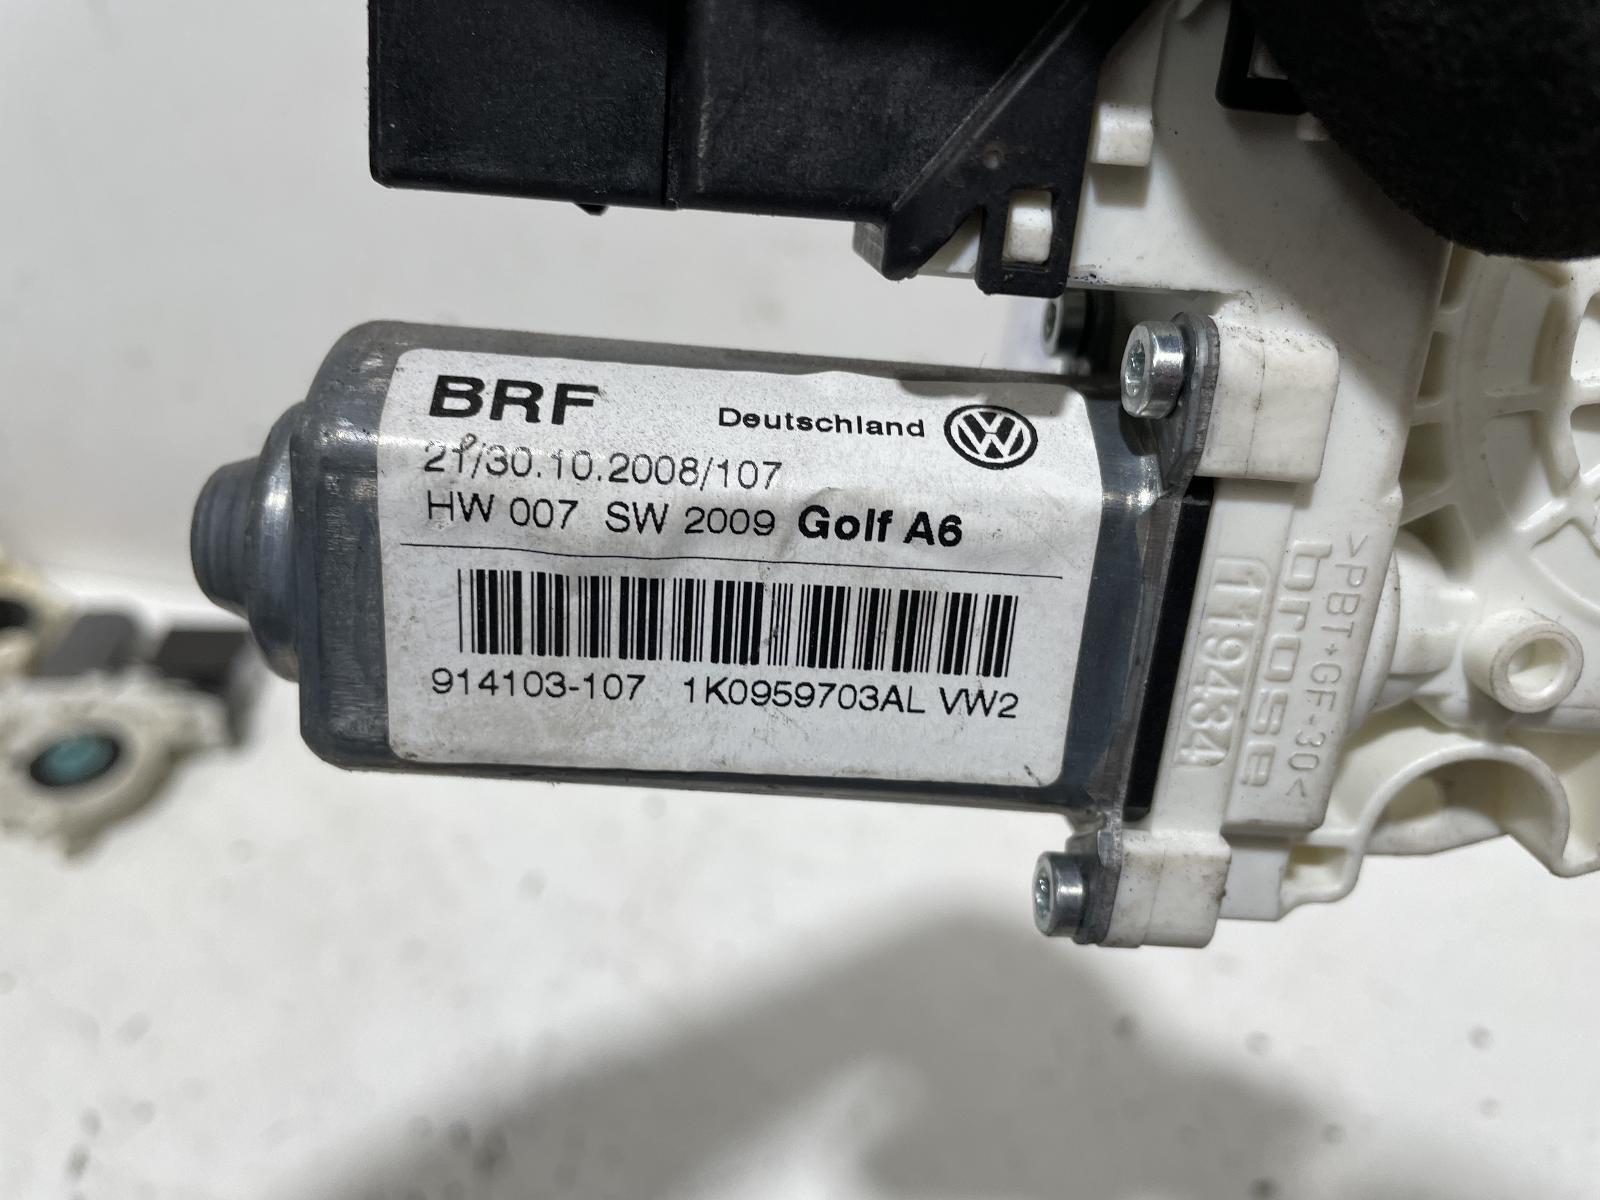 BRF
Deutschland
21/30.10.2008/107
HW 007 SW 2009 Golf A6
914103-107 1K0959703AL VW2
>PBT+GF-30<
brose
119434